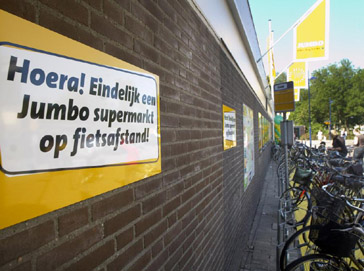 Hoera! Eindelijk een
Jumbo supermarkt
op fietsafstand!